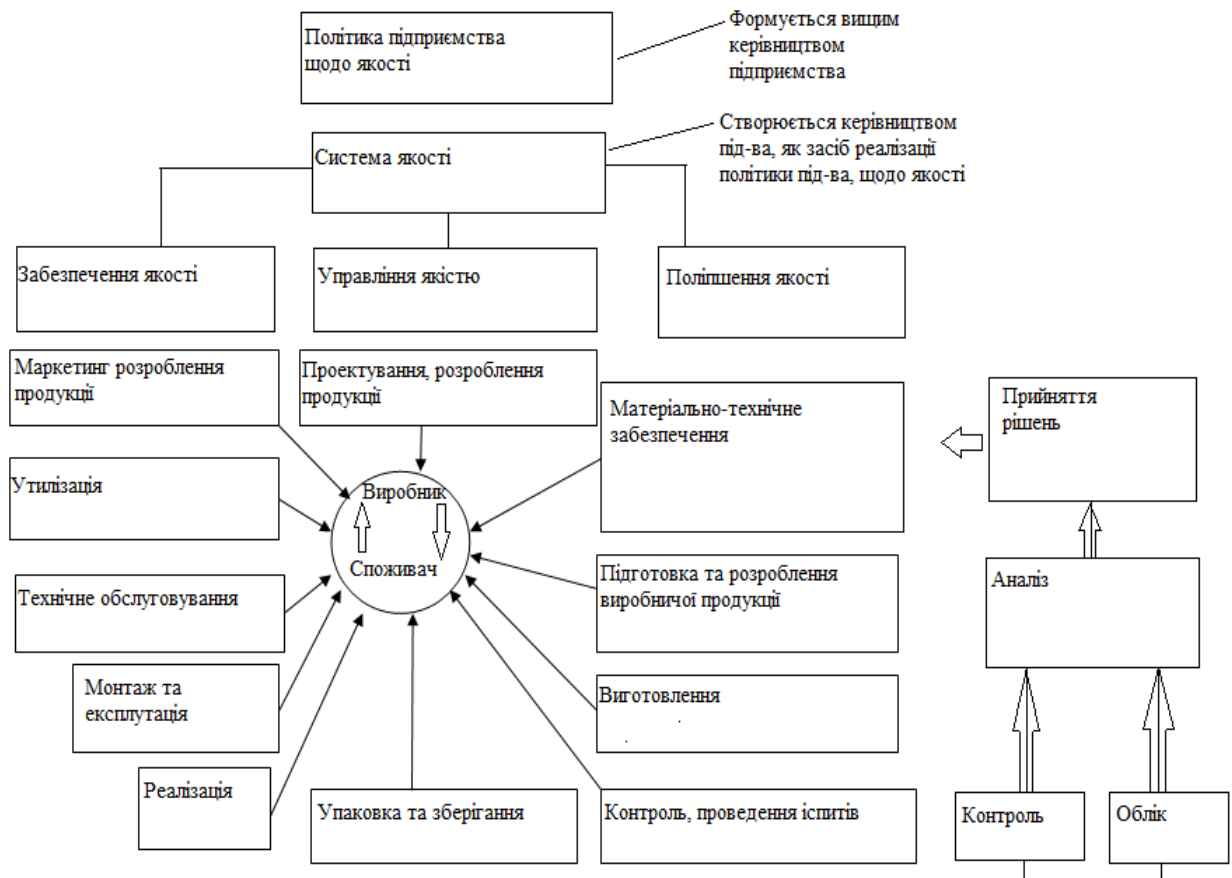 Політика підприємства
щодо якості
Формується вищим
керівництвом
підприємства
Система якості
Створюється керівництвом
під-ва, як засіб реалізації
політики під-ва, щодо якості
Забезпечення якості
Управління якістю
Поліпшення якості
Маркетинг розроблення
продукції
Проектування, розроблення
продукції
Матеріально-технічне
забезпечення
Прийняття
рішень
Утилізація
Виробник
Споживач
Технічне обслуговування
Підготовка та розроблення
виробничої продукції
Аналіз
Монтаж та
експлутація
Виготовлення
Реалізація
Упаковка та зберігання
Контроль, проведення іспитів
Контроль
Облік